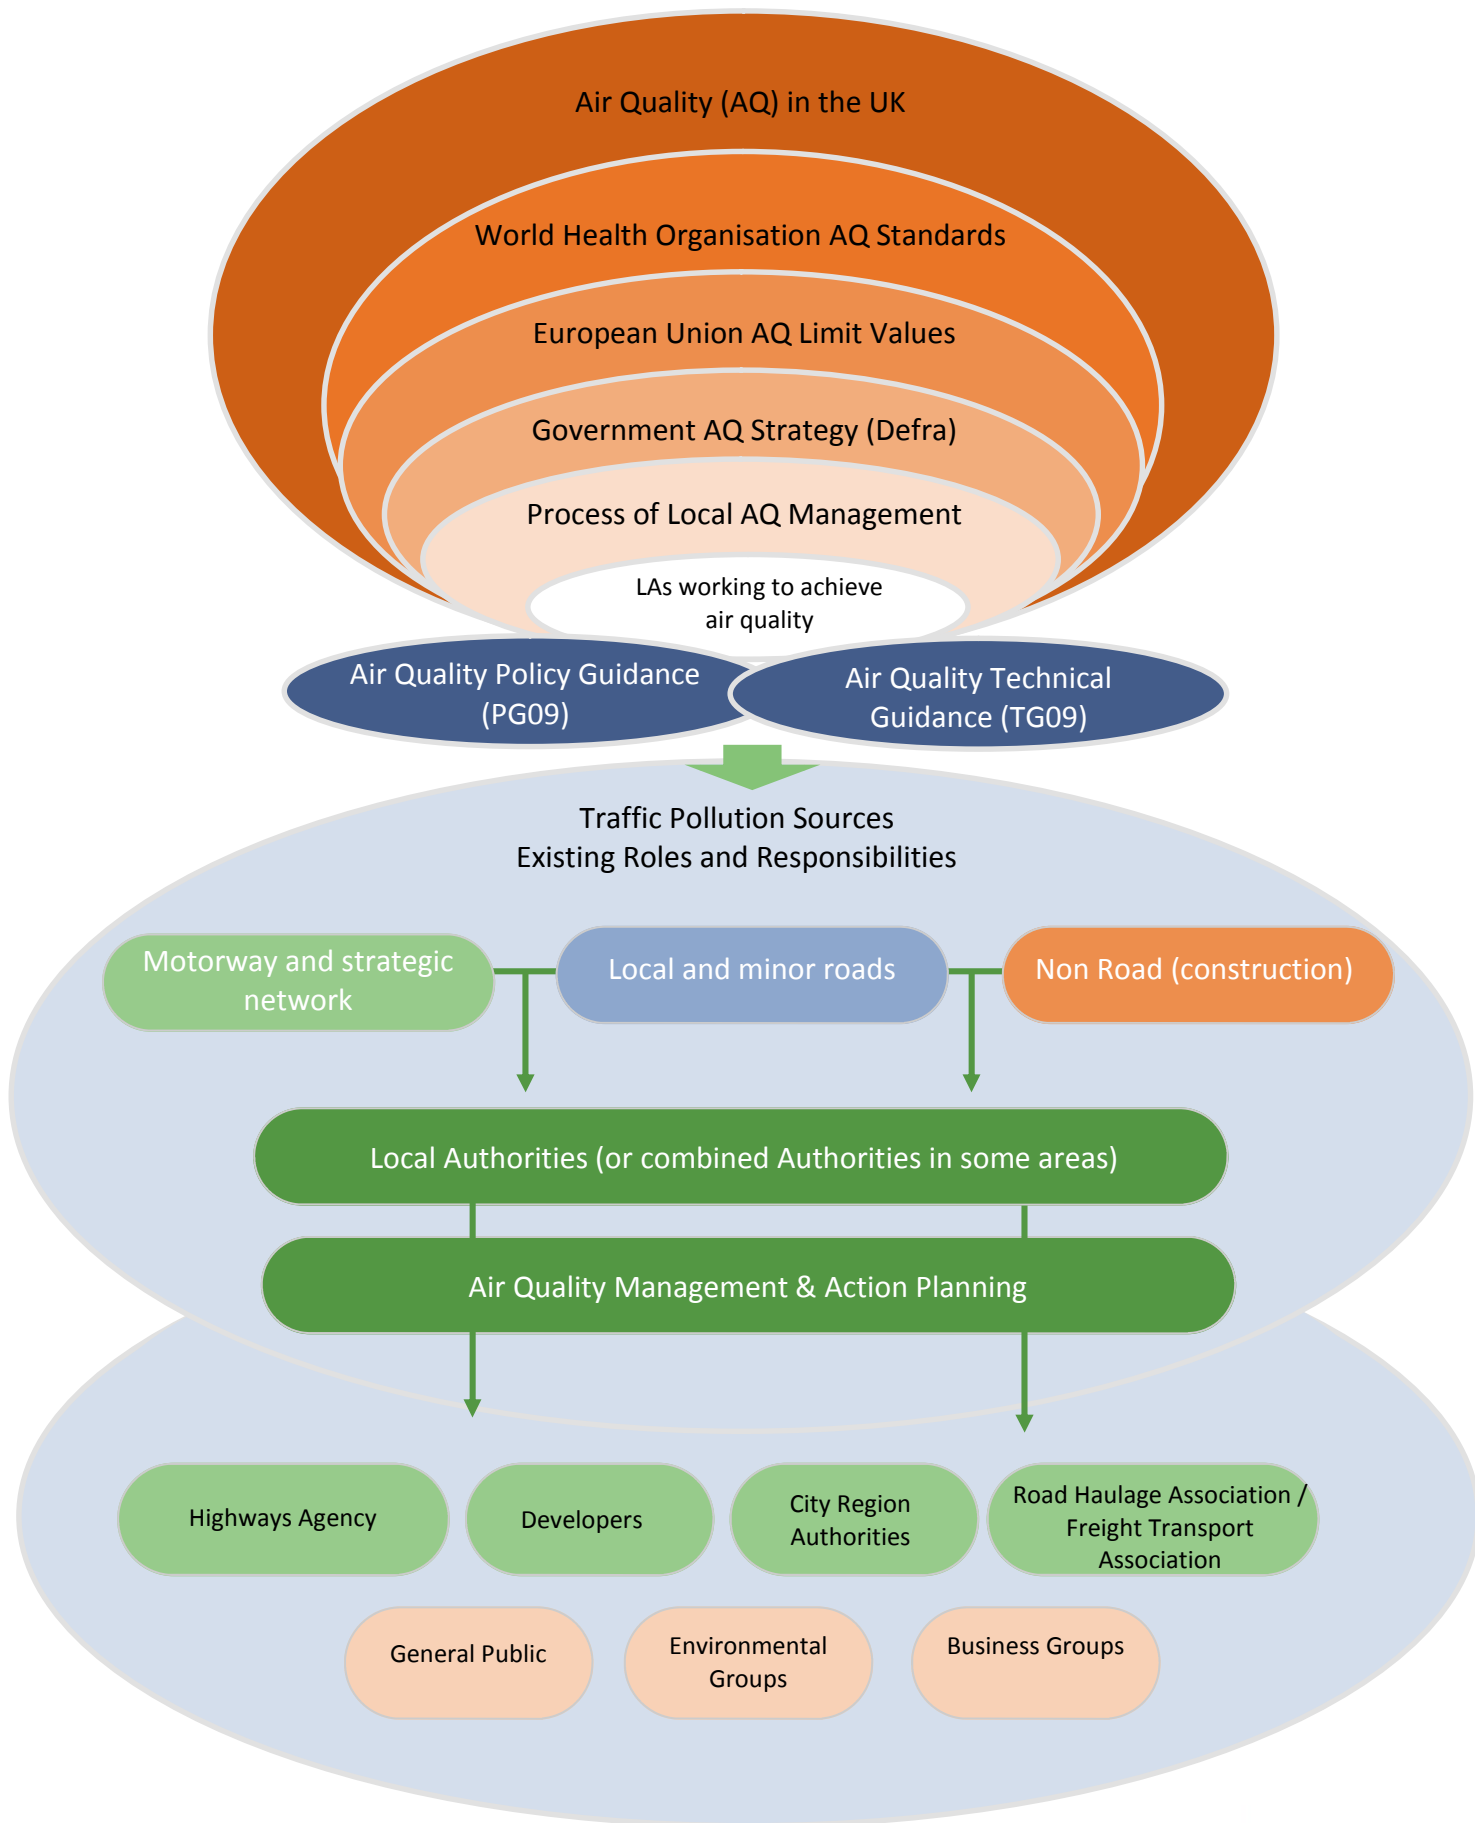 Air Quality (AQ) in the UK
World Health Organisation AQ Standards
European Union AQ Limit Values
Government AQ Strategy (Defra)
Process of Local AQ Management
LAs working to achieve
air quality
Air Quality Policy Guidance
(PG09)
Air Quality Technical
Guidance (TG09)
Traffic Pollution Sources
Existing Roles and Responsibilities
Motorway and strategic
network
Local and minor roads
Non Road (construction)
Local Authorities (or combined Authorities in some areas)
Air Quality Management & Action Planning
Highways Agency
Developers
City Region
Authorities
Road Haulage Association /
Freight Transport
Association
General Public
Environmental
Groups
Business Groups